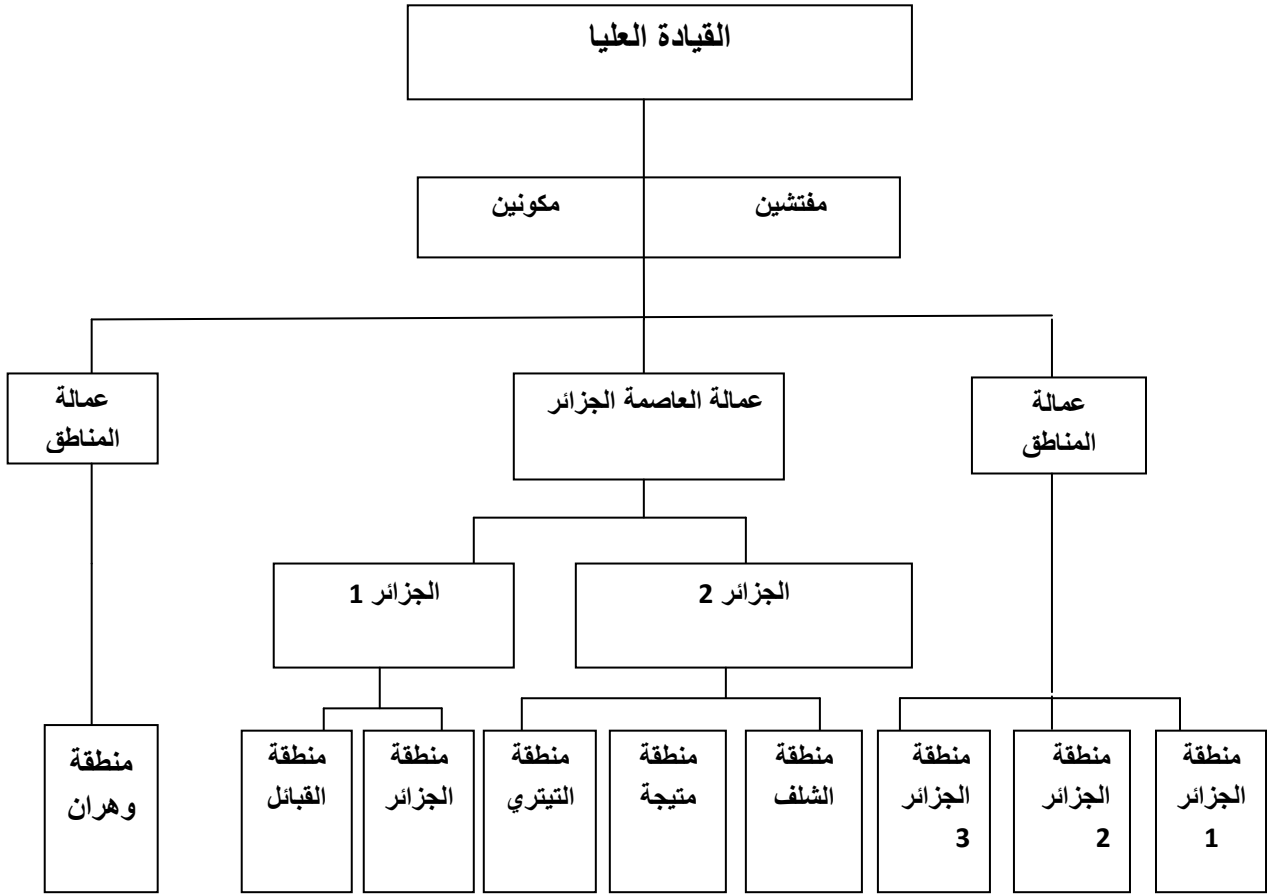 القيادة العليا
مفتشين
مكونين
عمالة
المناطق
عمالة العاصمة الجزائر
عمالة
المناطق
الجزائر 2
الجزائر 1
منطقة
الجزائر
1
منطقة
الجزائر
2
منطقة
الجزائر
3
منطقة
الشلف
منطقة
متيجة
منطقة
التيتري
منطقة
الجزائر
منطقة
القبائل
منطقة
وهران